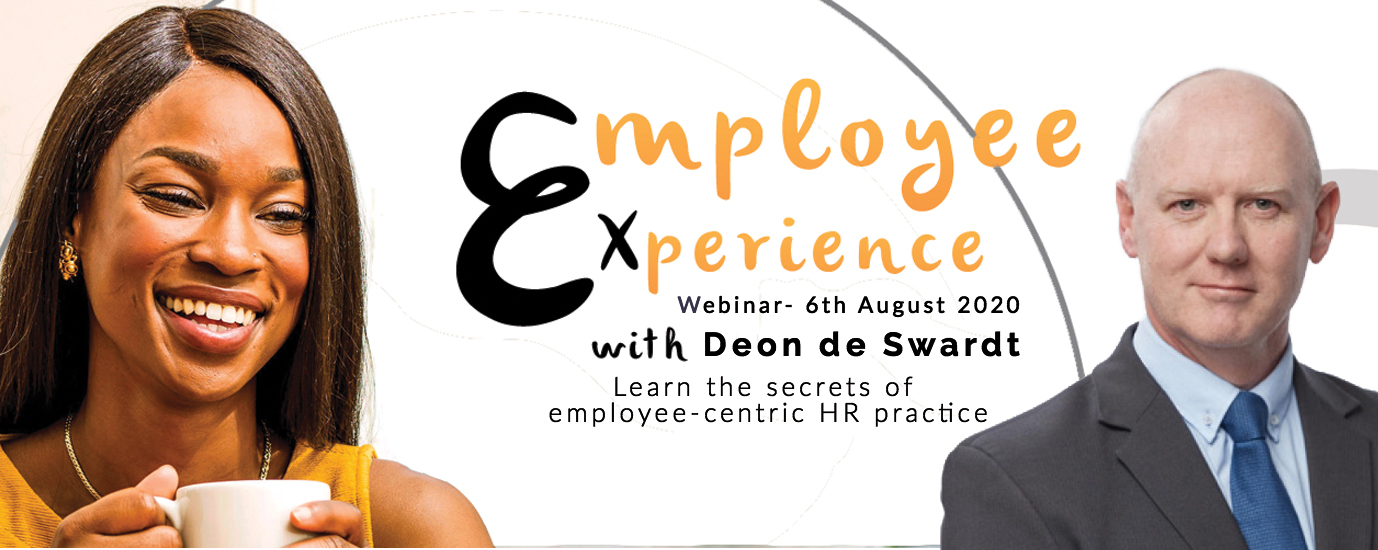 Employee
Experience
Webinar- 6th August 2020
with Deon de Swardt
Learn the secrets of
employee-centric HR practice